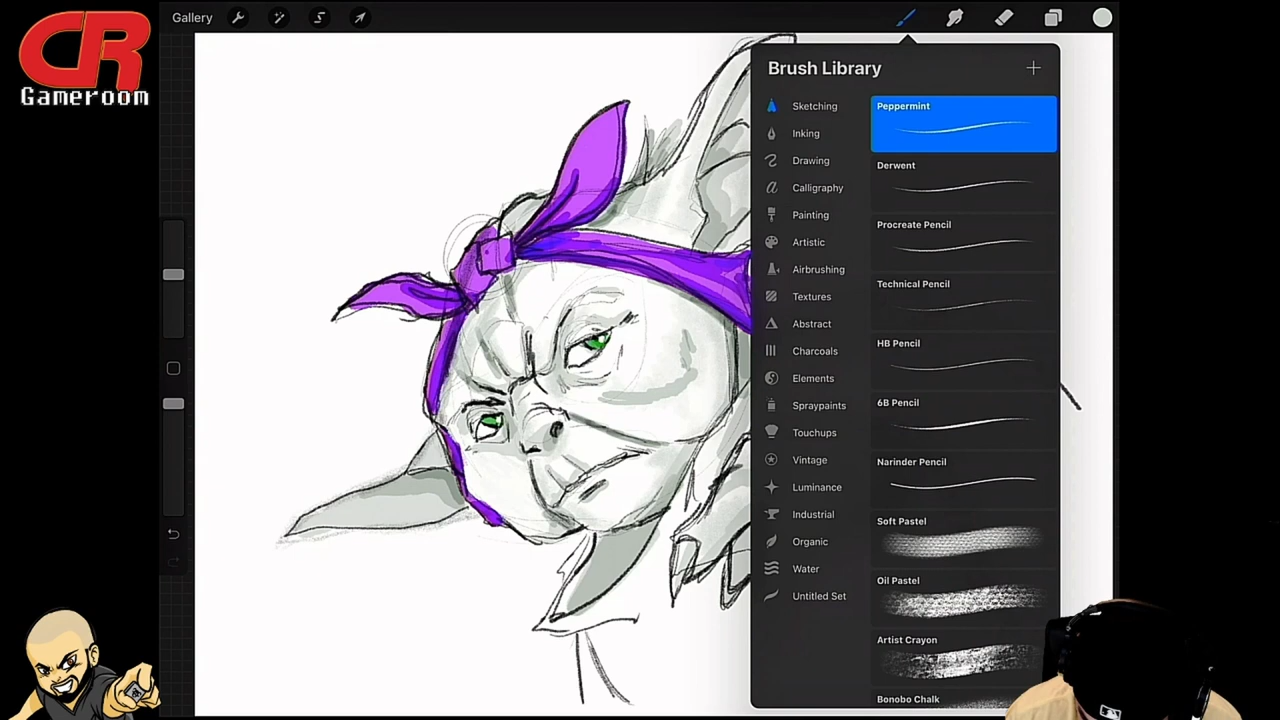 CR
Gameroom
Gallery
Brush Library
Sketching
Inking
Drawing
Calligraphy
Painting
Artistic
Airbrushing
Textures
Abstract
Charcoals
Elements
Spraypaints
Touchups
Vintage
Luminance
Industrial
Organic
Water
Untitled Set
Peppermint
Derwent
Procreate Pencil
Technical Pencil
HB Pencil
6B Pencil
Narinder Pencil
Soft Pastel
Oil Pastel
Artist Crayon
Bonobo Chalk